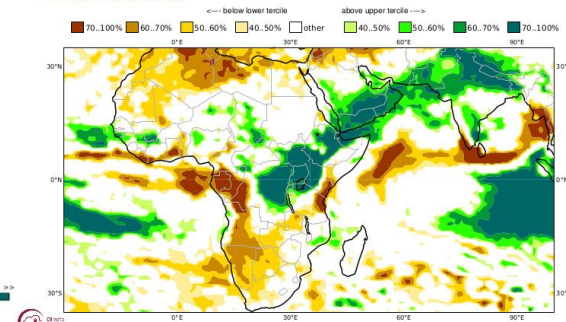 <---- below lower tercile above upper tercile ---->
70..100% 60..70% 50..60% 40..50% other 40..50% 50..60% 60..70% 70..100%
0°E 30°E 60°E 90°E
30°N 30°
0°N 0°
30°S 30°
0°E 30°E 60°E 90°E
>>